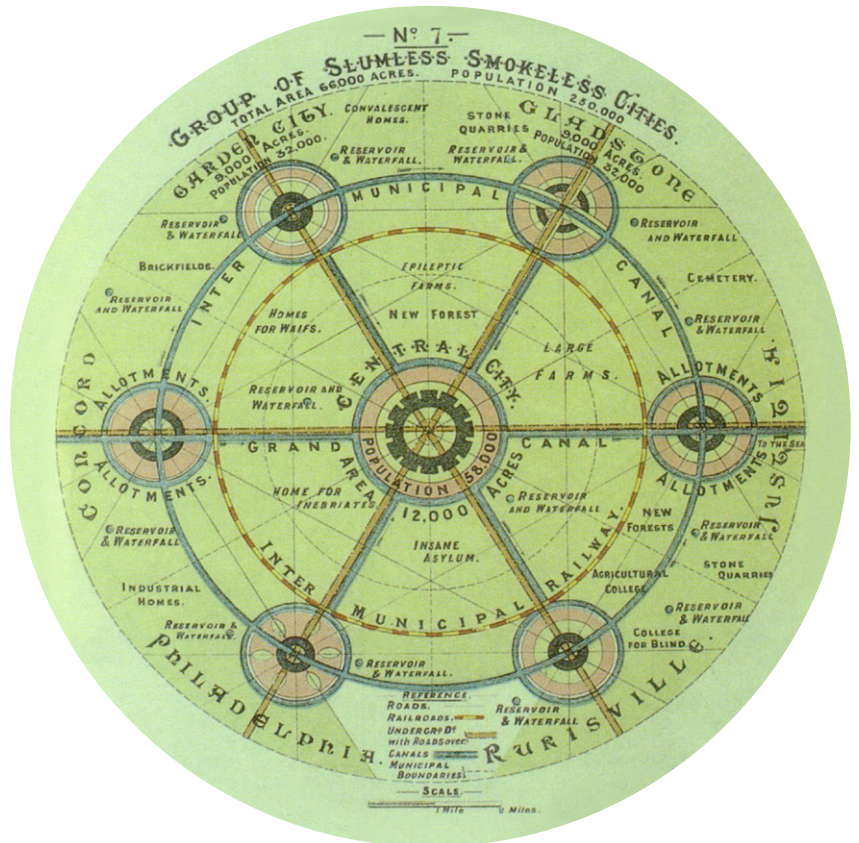 — Nº 7. —
GROUP OF SLUMLESS SMOKELESS CITIES.
TOTAL AREA 66,000 ACRES. POPULATION 250,000
GARDEN CITY.
9,000 ACRES.
POPULATION 32,000.
CONVALESCENT
HOMES.
STONE
QUARRIES
GLADSTONE
9,000 ACRES.
POPULATION
32,000
RESERVOIR
& WATERFALL.
RESERVOIR &
WATERFALL.
MUNICIPAL
RESERVOIR
& WATERFALL
RESERVOIR
AND WATERFALL
BRICKFIELDS.
INTER
EPILEPTIC
FARMS.
CANAL
CEMETERY.
RESERVOIR
AND WATERFALL
HOMES
FOR WAIFS.
NEW FOREST
RESERVOIR
& WATERFALL
LARGE
FARMS.
CENTRAL CITY.
CONCORD
ALLOTMENTS.
RESERVOIR AND
WATERFALL.
ALLOTMENTS
JUSTITIA
GRAND CANAL
TO THE SEA
POPULATION 58,000
AREA
12,000
ACRES
ALLOTMENTS.
ALLOTMENTS
HOME FOR
INEBRIATES
RESERVOIR
AND WATERFALL
NEW
FORESTS
RESERVOIR
& WATERFALL
RESERVOIR
& WATERFALL
INSANE
ASYLUM.
STONE
QUARRIES
INTER MUNICIPAL RAILWAY.
AGRICULTURAL
COLLEGE
INDUSTRIAL
HOMES.
RESERVOIR
& WATERFALL
RESERVOIR &
WATERFALL
COLLEGE
FOR BLIND
PHILADELPHIA.
RESERVOIR
& WATERFALL.
RURISVILLE.
RESERVOIR
& WATERFALL
REFERENCE.
ROADS.
RAILROADS.
UNDERGRD Dº
with ROADS over
CANALS
MUNICIPAL
BOUNDARIES
— SCALE. —
1 Mile 2 Miles.